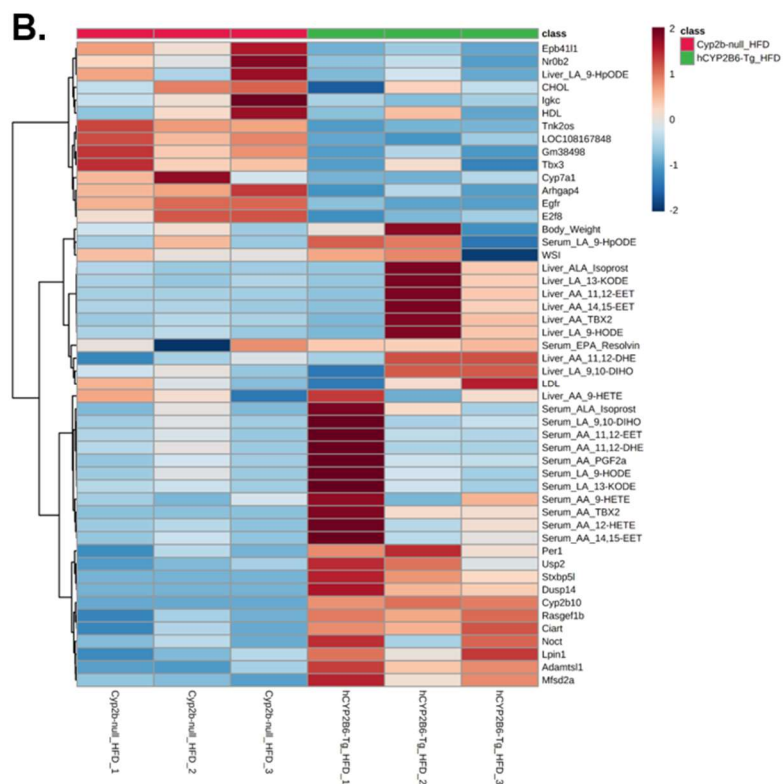 B.
class
Epb41l1
Nr0b2
Liver_LA_9-HpODE
CHOL
Igkc
HDL
Tnk2os
LOC108167848
Gm38498
Tbx3
Cyp7a1
Arhgap4
Egfr
E2f8
Body_Weight
Serum_LA_9-HpODE
WSI
Liver_ALA_Isoprost
Liver_LA_13-KODE
Liver_AA_11,12-EET
Liver_AA_14,15-EET
Liver_AA_TBX2
Liver_LA_9-HODE
Serum_EPA_Resolvin
Liver_AA_11,12-DHE
Liver_LA_9,10-DIHO
LDL
Liver_AA_9-HETE
Serum_ALA_Isoprost
Serum_LA_9,10-DIHO
Serum_AA_11,12-EET
Serum_AA_11,12-DHE
Serum_AA_PGF2a
Serum_LA_9-HODE
Serum_LA_13-KODE
Serum_AA_9-HETE
Serum_AA_TBX2
Serum_AA_12-HETE
Serum_AA_14,15-EET
Per1
Usp2
Stxbp5l
Dusp14
Cyp2b10
Rasgef1b
Ciart
Noct
Lpin1
Adamtsl1
Mfsd2a
2
1
0
-1
-2
class
Cyp2b-null_HFD
hCYP2B6-Tg_HFD
Cyp2b-null_HFD_1
Cyp2b-null_HFD_2
Cyp2b-null_HFD_3
hCYP2B6-Tg_HFD_1
hCYP2B6-Tg_HFD_2
hCYP2B6-Tg_HFD_3